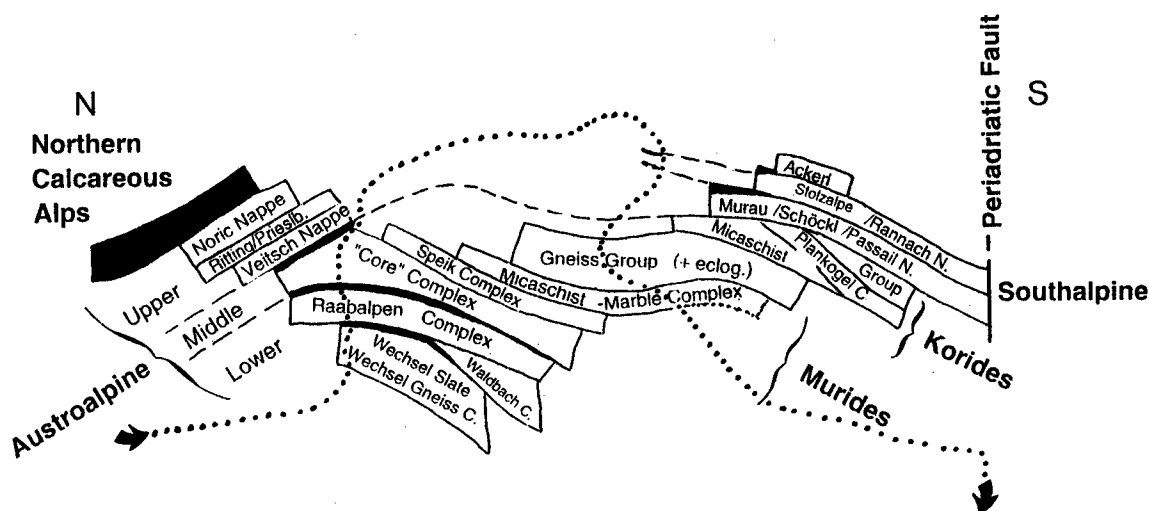 N
Northern
Calcareous
Alps
S
Periadriatic Fault
Southalpine
Noric Nappe
Ritting/Priesib.
Veitsch Nappe
Upper
Middle
Lower
Austroalpine
"Core" Complex
Speik Complex
Micaschist -Marble Complex
Gneiss Group (+ eclog.)
Raabalpen Complex
Wechsel Slate
Wechsel Gneiss C.
Waldbach C.
Ackerl
Stolzalpe /Rannach N.
Murau /Schöckl /Passail N.
Micaschist Group
Plankogel C.
Murides
Korides